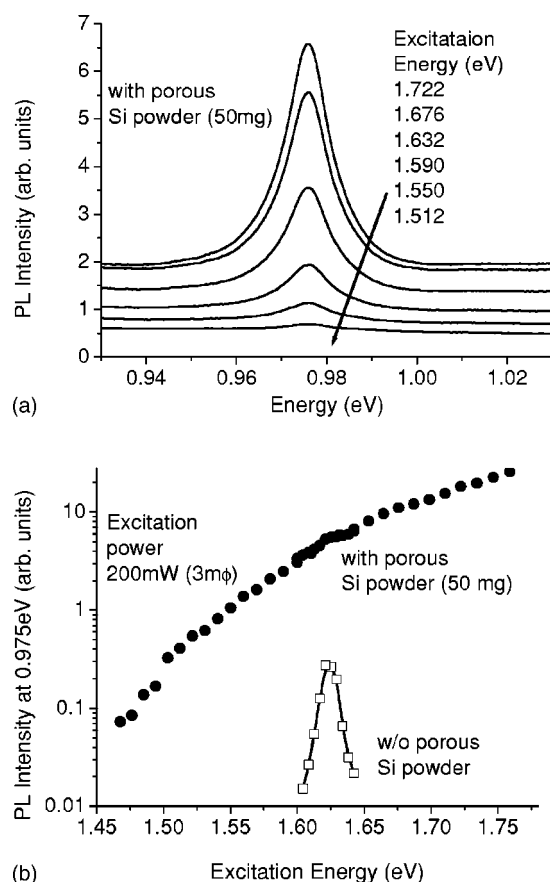 7
6
5
4
3
2
1
0
PL Intensity (arb. units)
with porous
Si powder (50mg)
Excitataion
Energy (eV)
1.722
1.676
1.632
1.590
1.550
1.512
0.94 0.96 0.98 1.00 1.02
Energy (eV)
(a)
10
1
0.1
0.01
PL Intensity at 0.975eV (arb. units)
Excitation
power
200mW (3mϕ)
with porous
Si powder (50 mg)
w/o porous
Si powder
1.45 1.50 1.55 1.60 1.65 1.70 1.75
Excitation Energy (eV)
(b)